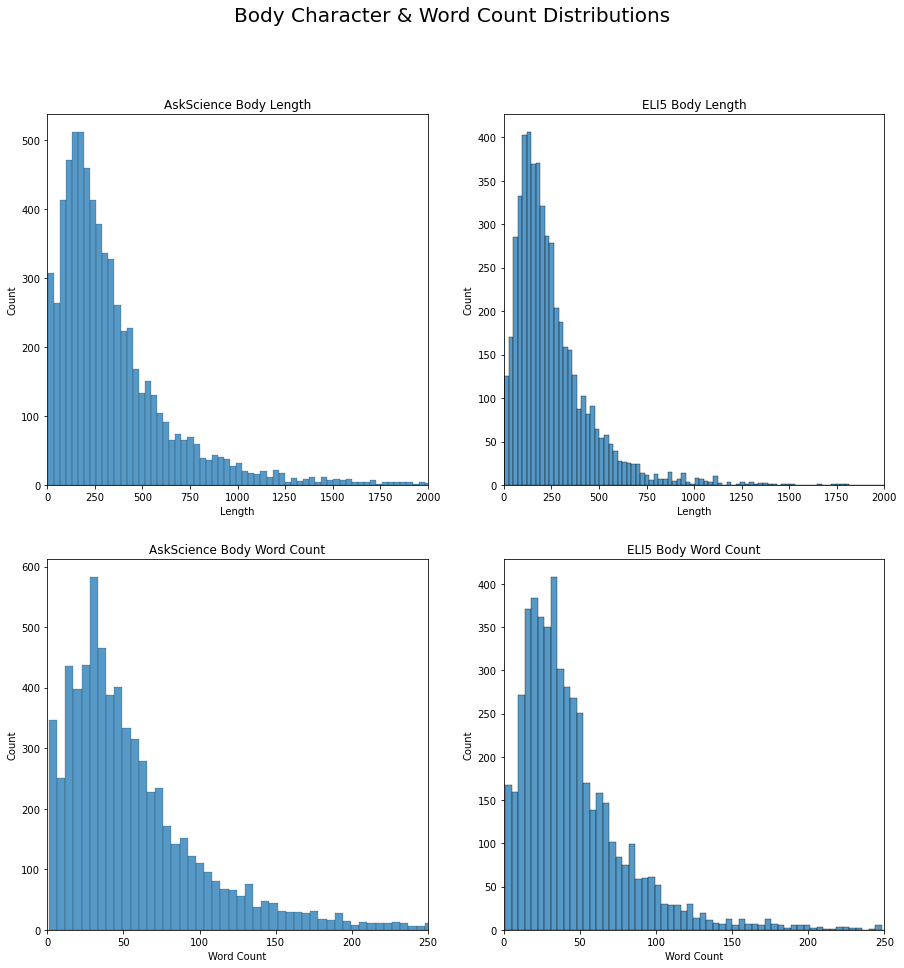 Body Character & Word Count Distributions
AskScience Body Length
Count
500
400
300
200
100
0
0 250 500 750 1000 1250 1500 1750 2000
Length
ELI5 Body Length
Count
400
350
300
250
200
150
100
50
0
0 250 500 750 1000 1250 1500 1750 2000
Length
AskScience Body Word Count
Count
600
500
400
300
200
100
0
0 50 100 150 200 250
Word Count
ELI5 Body Word Count
Count
400
350
300
250
200
150
100
50
0
0 50 100 150 200 250
Word Count